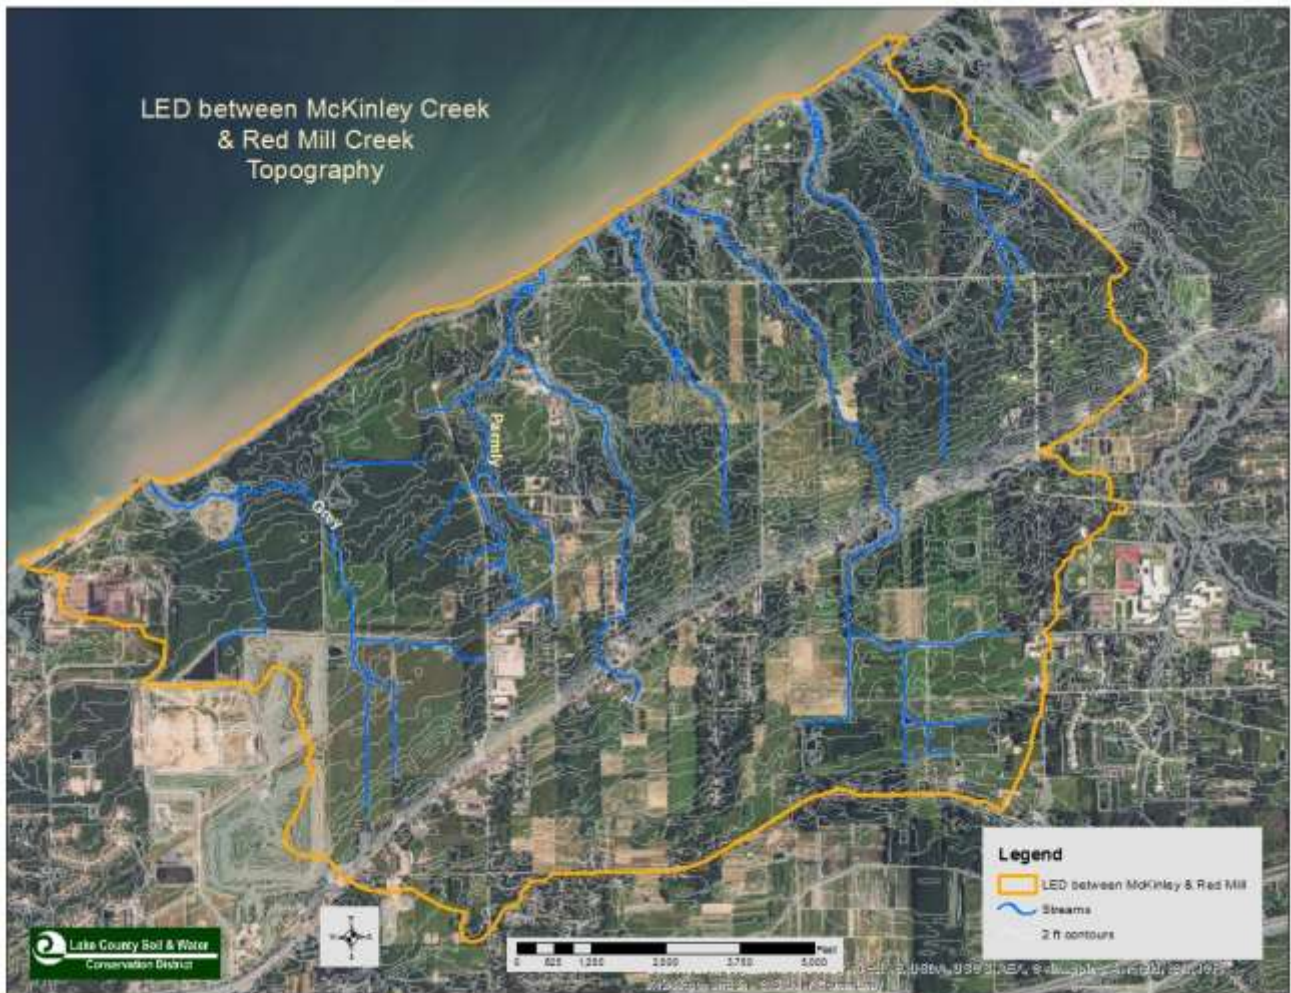 LED between McKinley Creek
& Red Mill Creek
Topography
Parmly
Grey
Legend
LED between McKinley & Red Mill
Streams
2 ft contours
Lake County Soil & Water
Conservation District
Feet
0 625 1,250 2,500 3,750 5,000